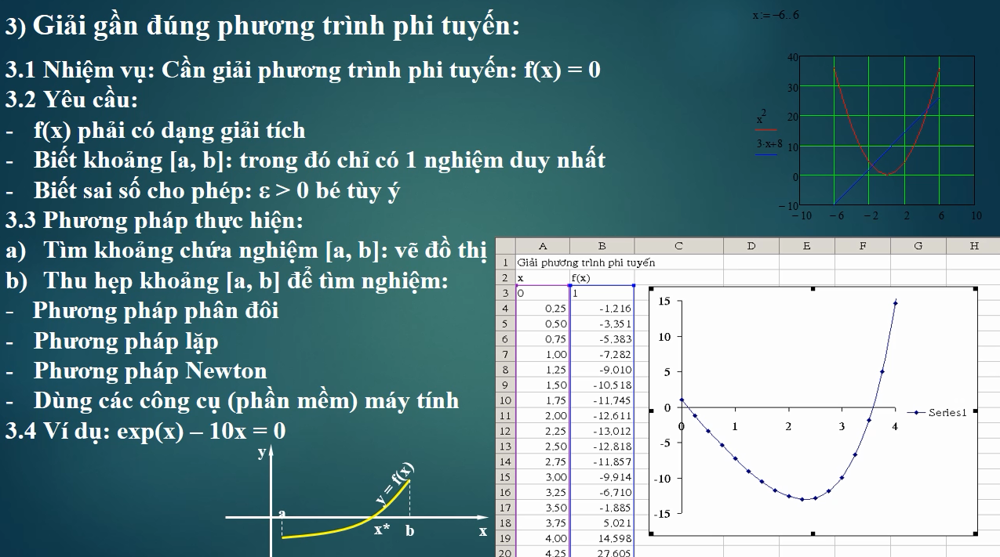 3) Giải gần đúng phương trình phi tuyến:
3.1 Nhiệm vụ: Cần giải phương trình phi tuyến: f(x) = 0
3.2 Yêu cầu:
- f(x) phải có dạng giải tích
- Biết khoảng [a, b]: trong đó chỉ có 1 nghiệm duy nhất
- Biết sai số cho phép: ε > 0 bé tùy ý
3.3 Phương pháp thực hiện:
a) Tìm khoảng chứa nghiệm [a, b]: vẽ đồ thị
b) Thu hẹp khoảng [a, b] để tìm nghiệm:
- Phương pháp phân đôi
- Phương pháp lặp
- Phương pháp Newton
- Dùng các công cụ (phần mềm) máy tính
3.4 Ví dụ: exp(x) – 10x = 0
y
y = f(x)
a
x* b x
x := −6..6
40
30
20
10
0
−10
x²
3·x+8
−10 −6 −2 2 6 10
A B C D E F G H
1 Giải phương trình phi tuyến
2 x f(x)
3 0 1
4 0.25 -1.216
5 0.50 -3.351
6 0.75 -5.383
7 1.00 -7.282
8 1.25 -9.010
9 1.50 -10.518
10 1.75 -11.745
11 2.00 -12.611
12 2.25 -13.012
13 2.50 -12.818
14 2.75 -11.857
15 3.00 -9.914
16 3.25 -6.710
17 3.50 -1.885
18 3.75 5.021
19 4.00 14.598
20 4.25 27.605
15
10
5
0
-5
-10
-15
0 1 2 3 4
Series1